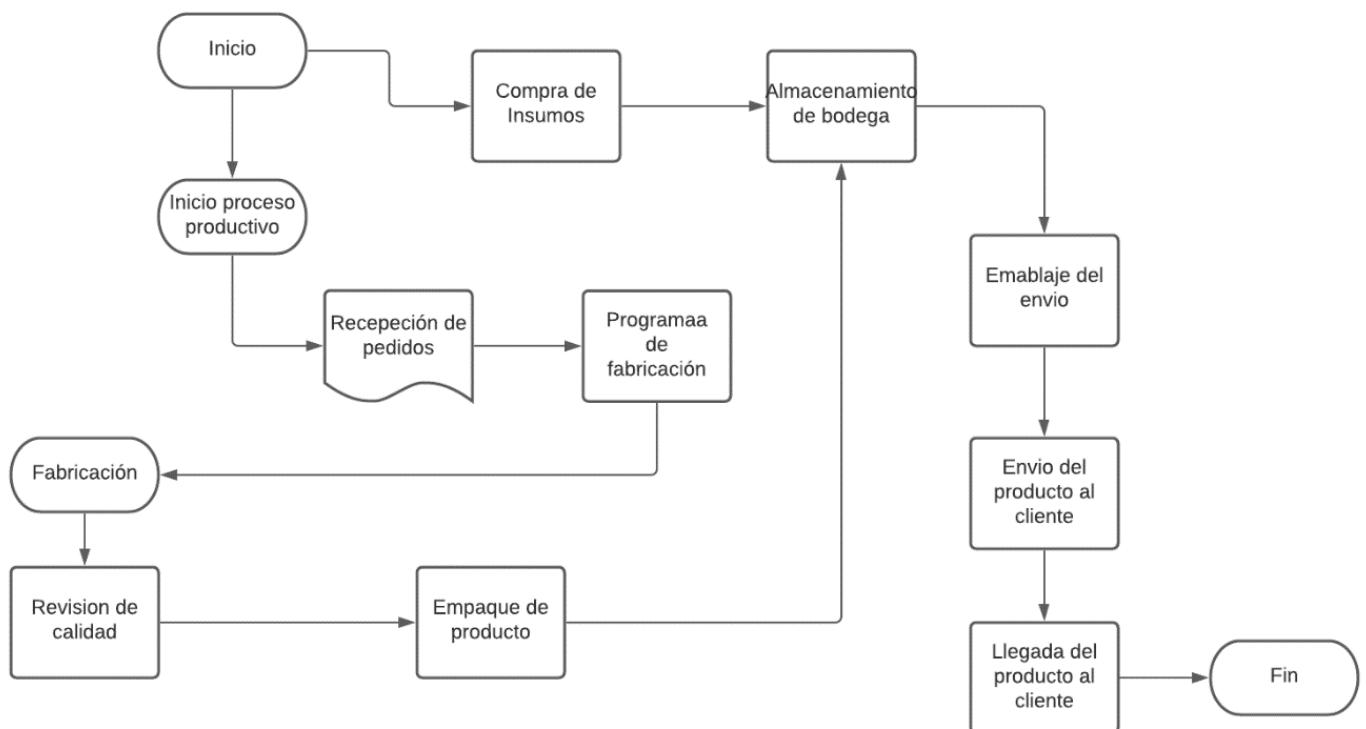 Inicio
Compra de
Insumos
Almacenamiento
de bodega
Inicio proceso
productivo
Emablaje del
envio
Recepeción de
pedidos
Programaa
de
fabricación
Fabricación
Envio del
producto al
cliente
Revision de
calidad
Empaque de
producto
Llegada del
producto al
cliente
Fin